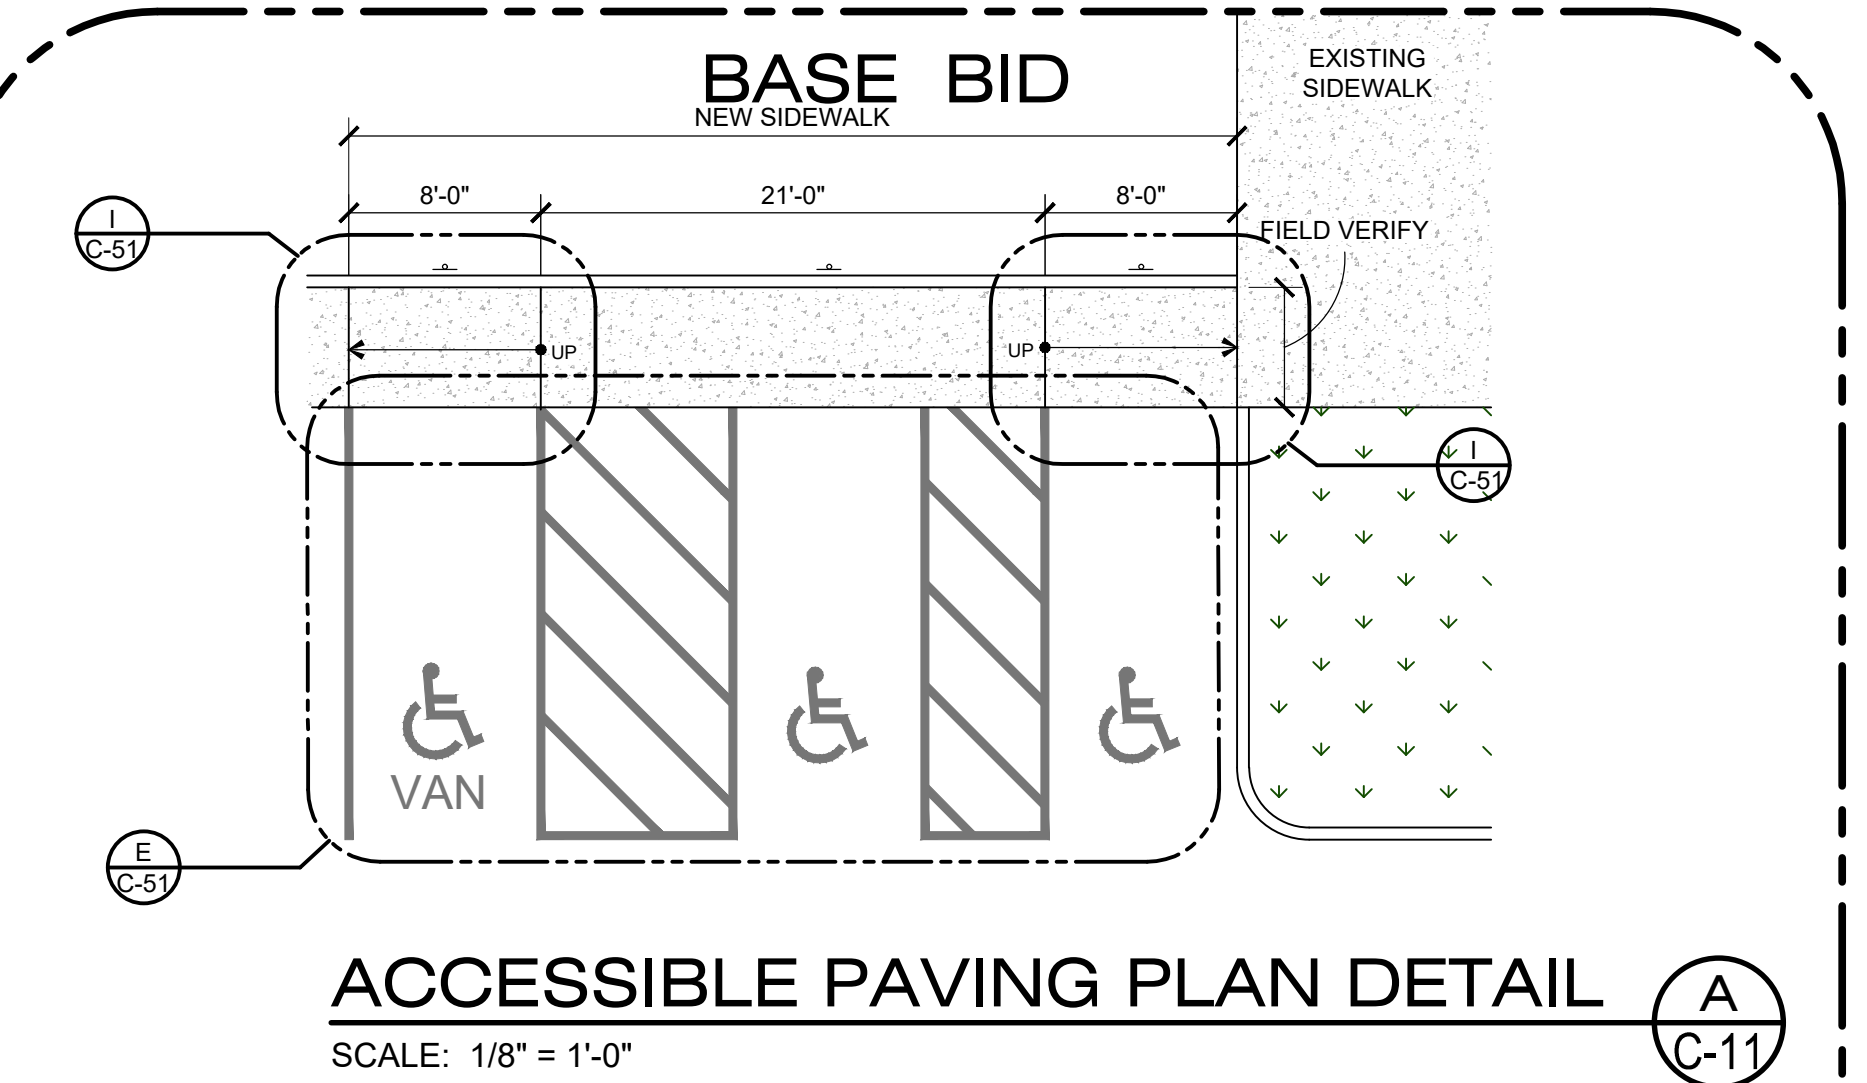 BASE BID
EXISTING
SIDEWALK
NEW SIDEWALK
8'-0"
21'-0"
8'-0"
I
C-51
FIELD VERIFY
UP
UP
I
C-51
VAN
E
C-51
ACCESSIBLE PAVING PLAN DETAIL
A
C-11
SCALE: 1/8" = 1'-0"